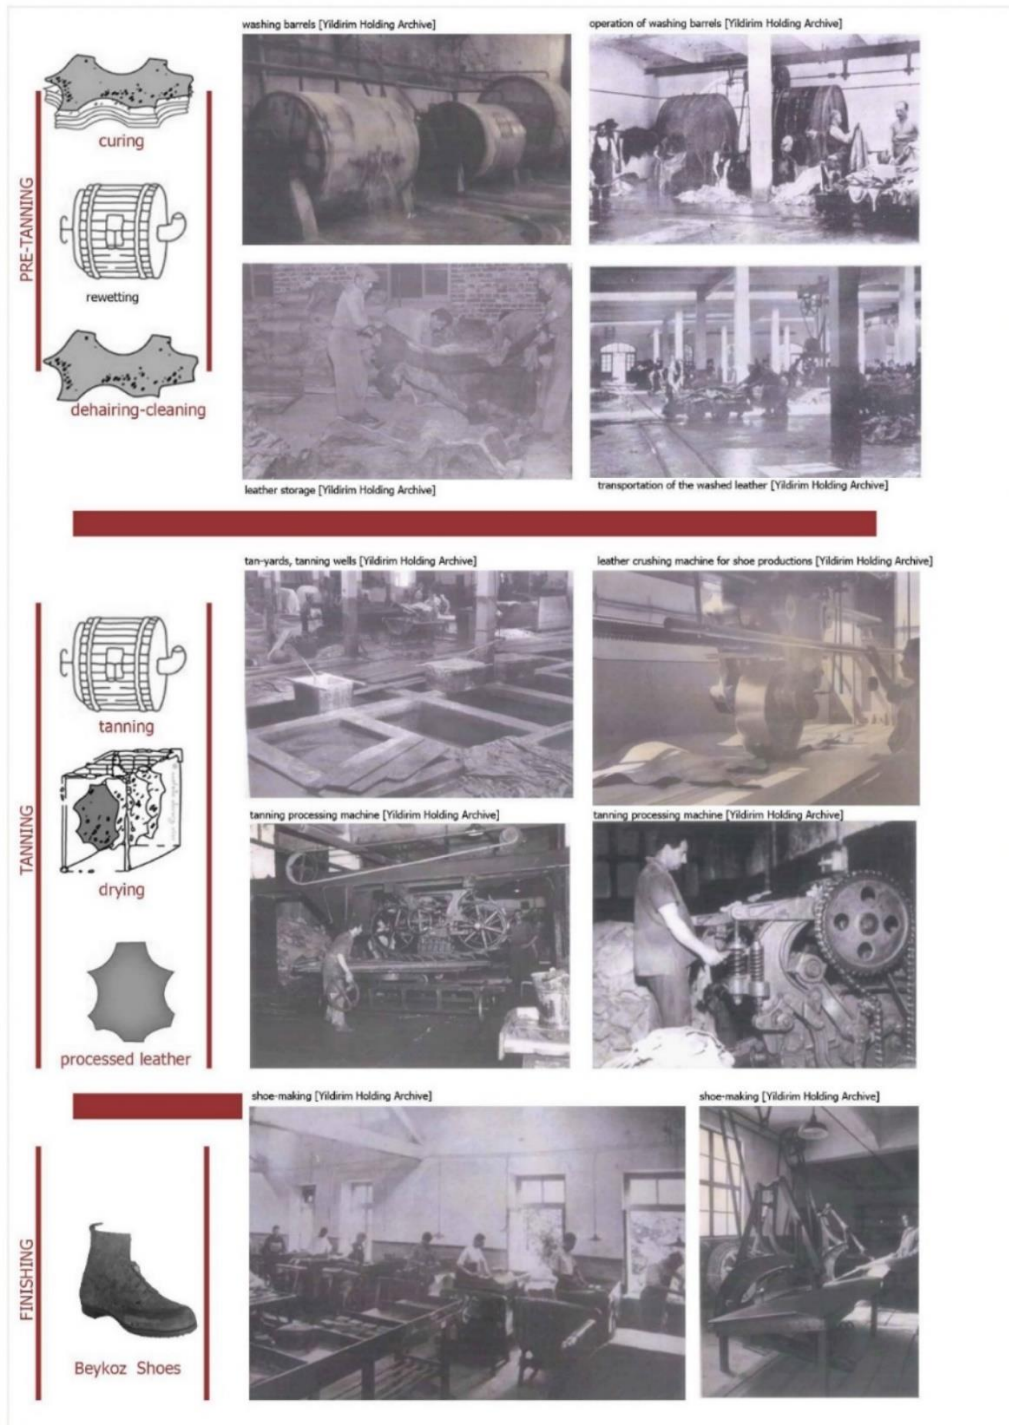 washing barrels [Yildirim Holding Archive]
operation of washing barrels [Yildirim Holding Archive]
PRE-TANNING
curing
rewetting
dehairing-cleaning
leather storage [Yildirim Holding Archive]
transportation of the washed leather [Yildirim Holding Archive]
tan-yards, tanning wells [Yildirim Holding Archive]
leather crushing machine for shoe productions [Yildirim Holding Archive]
TANNING
tanning
drying
processed leather
tanning processing machine [Yildirim Holding Archive]
tanning processing machine [Yildirim Holding Archive]
shoe-making [Yildirim Holding Archive]
shoe-making [Yildirim Holding Archive]
FINISHING
Beykoz Shoes